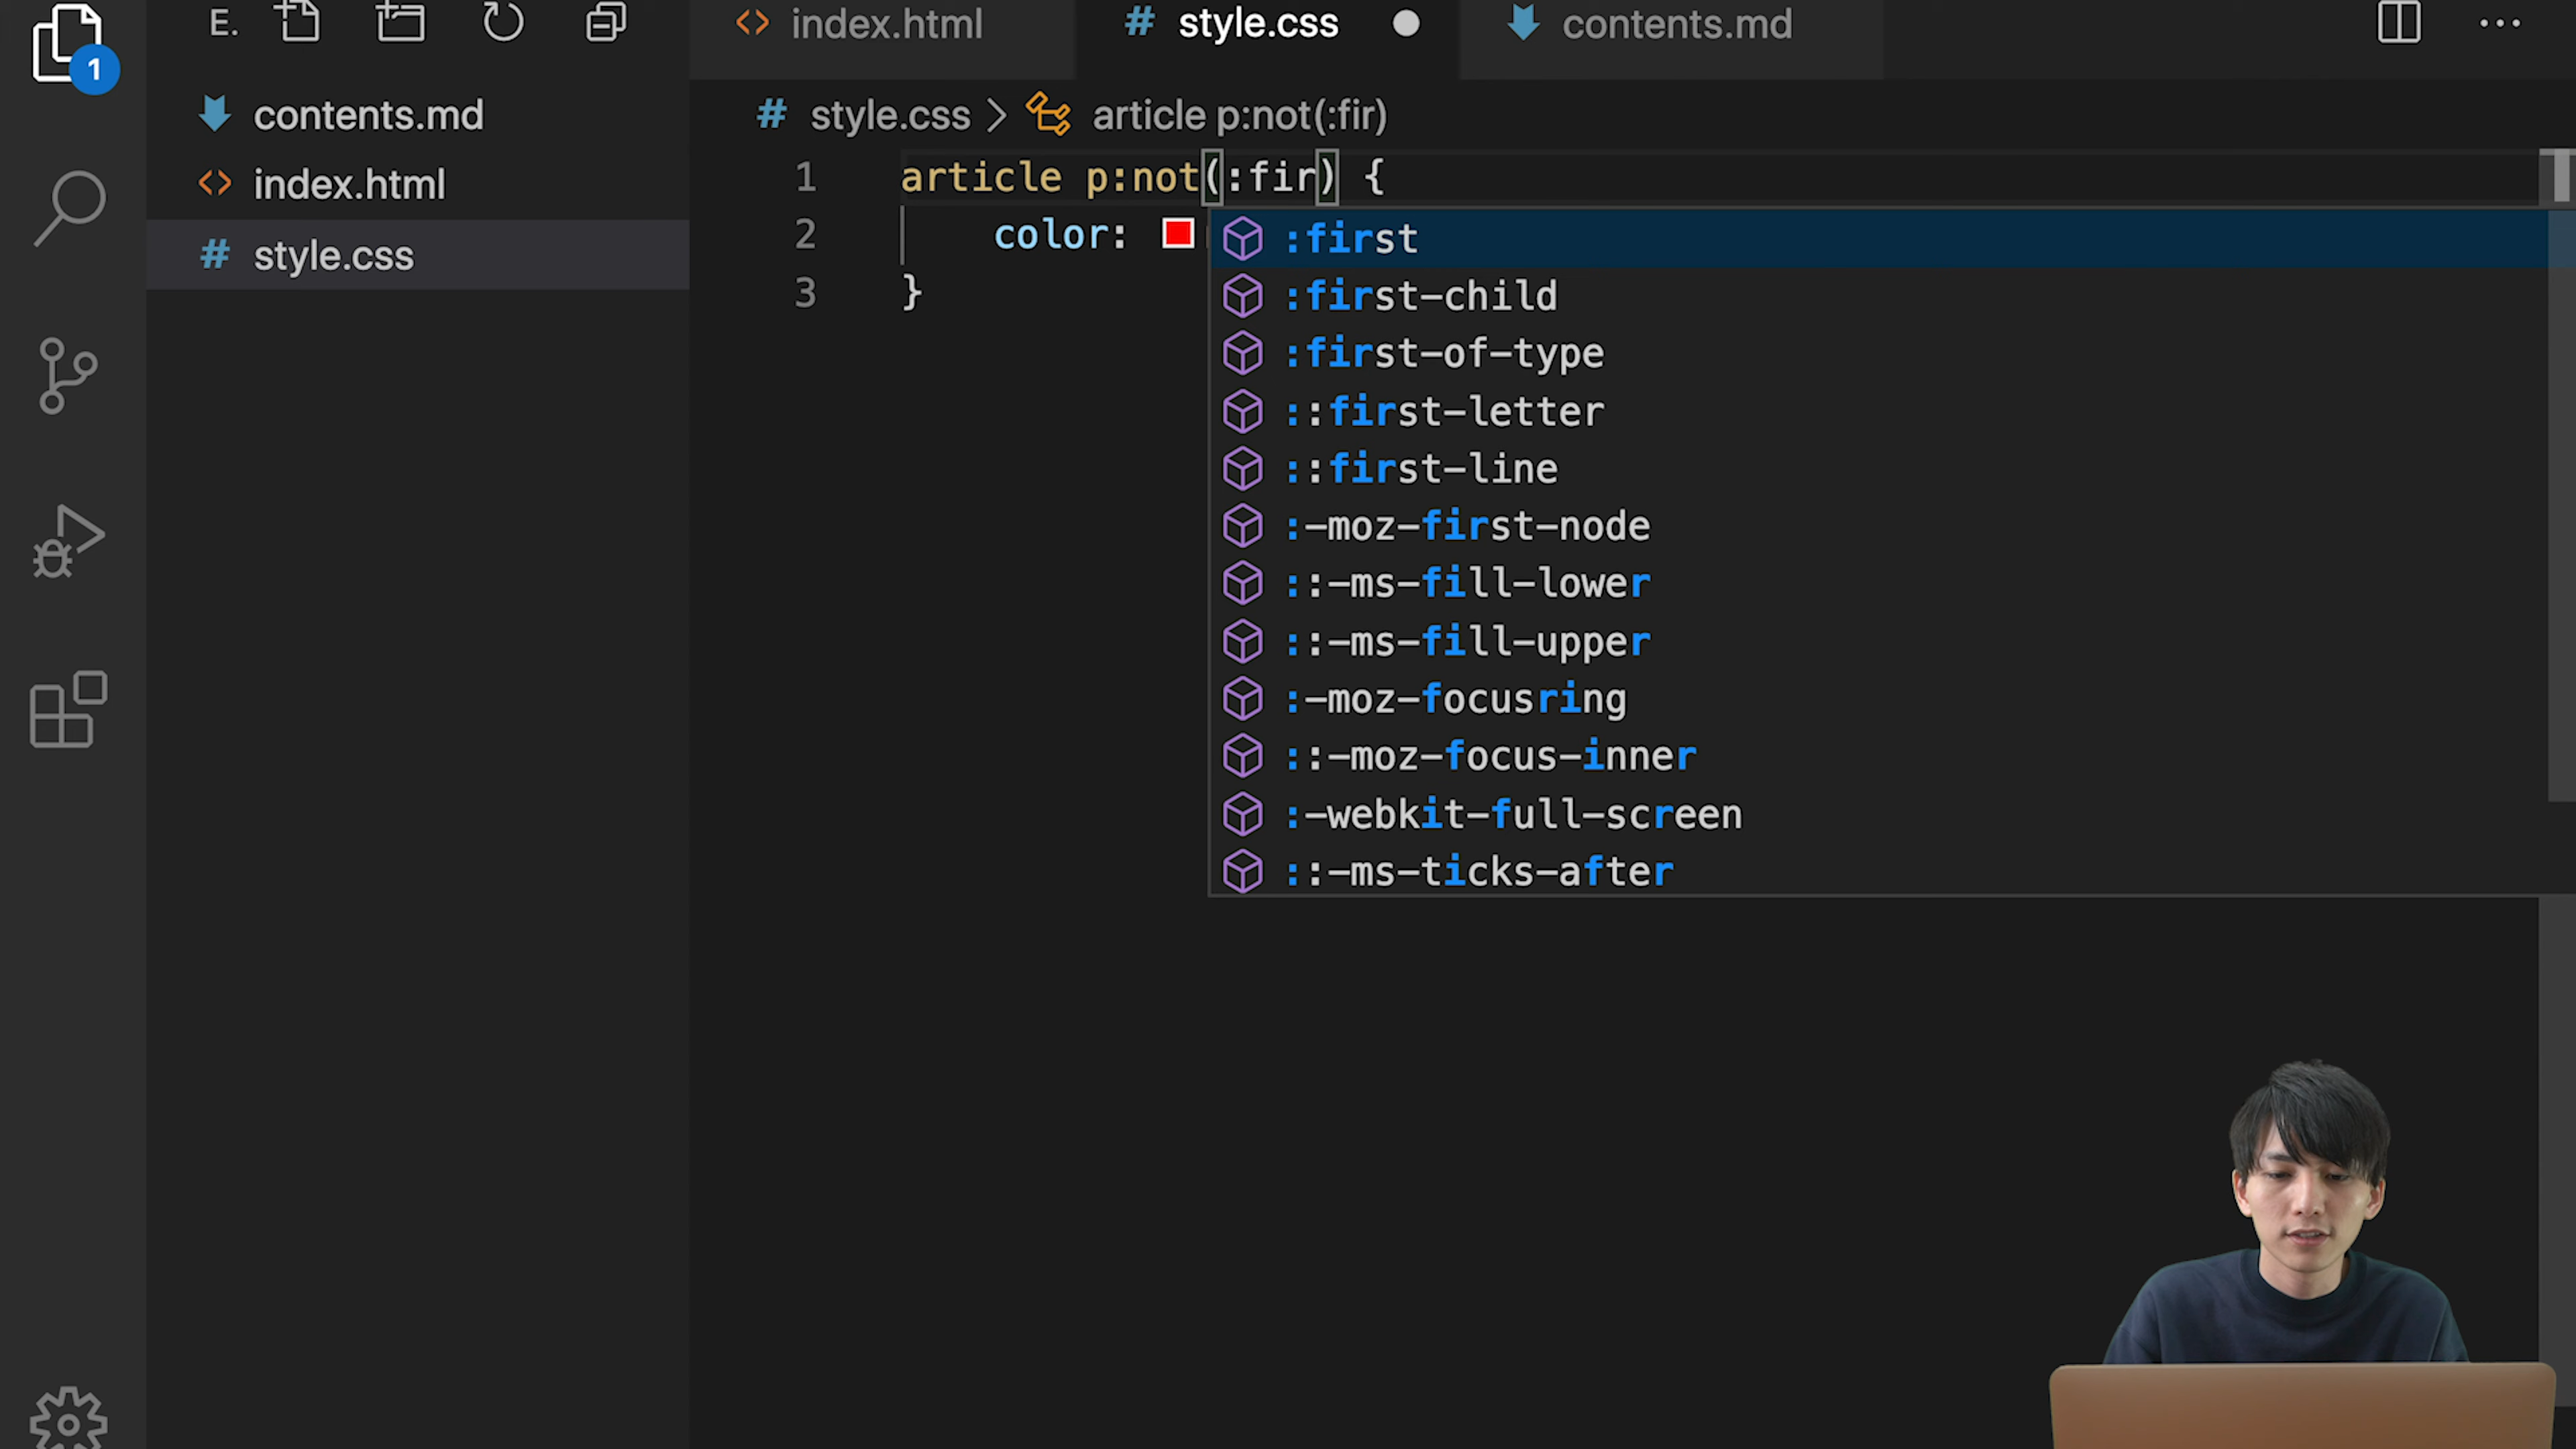 E.
index.html
# style.css
contents.md
1
contents.md
<> index.html
# style.css
# style.css > article p:not(:fir)
1 article p:not(:fir) {
2 color:
3 }
:first
:first-child
:first-of-type
::first-letter
::first-line
:-moz-first-node
::-ms-fill-lower
::-ms-fill-upper
:-moz-focusring
::-moz-focus-inner
:-webkit-full-screen
::-ms-ticks-after